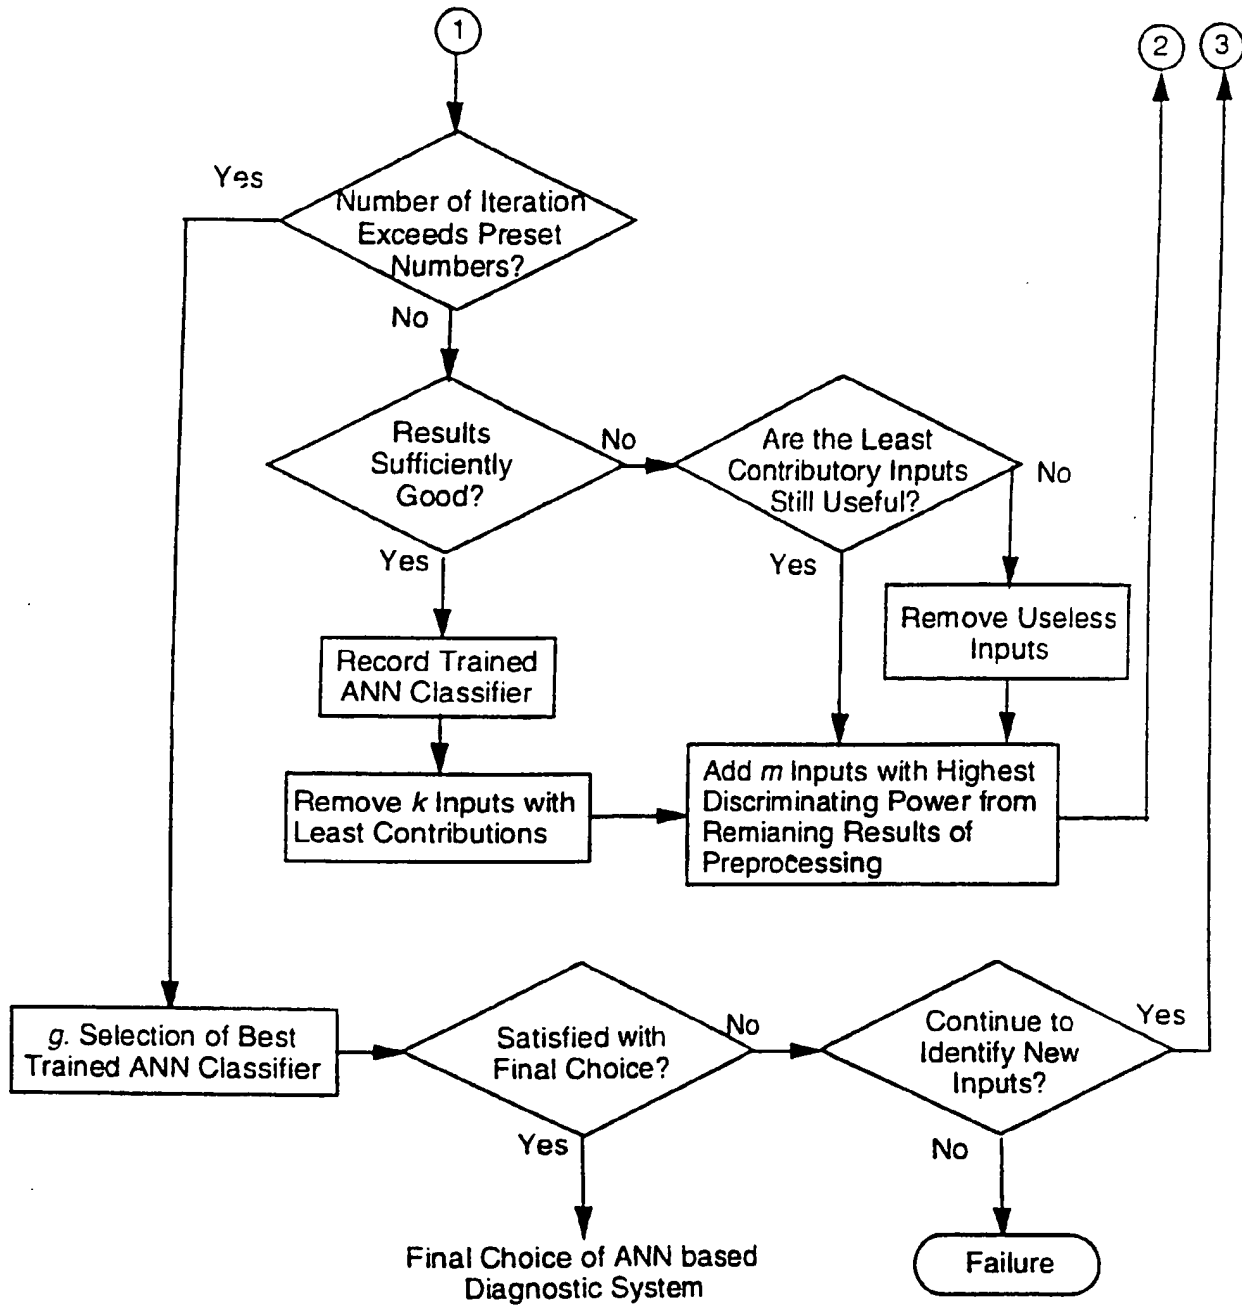 1
2
3
Yes
Number of Iteration
Exceeds Preset
Numbers?
No
Results
Sufficiently
Good?
No
Are the Least
Contributory Inputs
Still Useful?
No
Yes
Yes
Remove Useless
Inputs
Record Trained
ANN Classifier
Remove k Inputs with
Least Contributions
Add m Inputs with Highest
Discriminating Power from
Remianing Results of
Preprocessing
g. Selection of Best
Trained ANN Classifier
Satisfied with
Final Choice?
No
Continue to
Identify New
Inputs?
Yes
Yes
No
Final Choice of ANN based
Diagnostic System
Failure